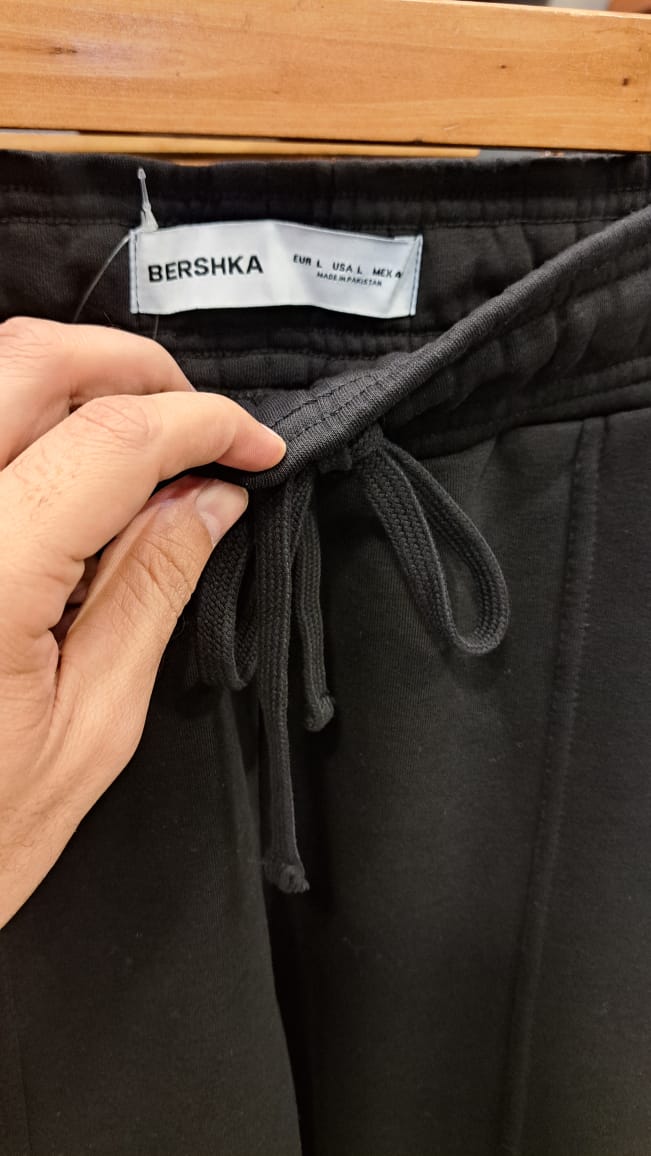 BERSHKA
EUR L USA L MEX 4
MADE IN PAKISTAN